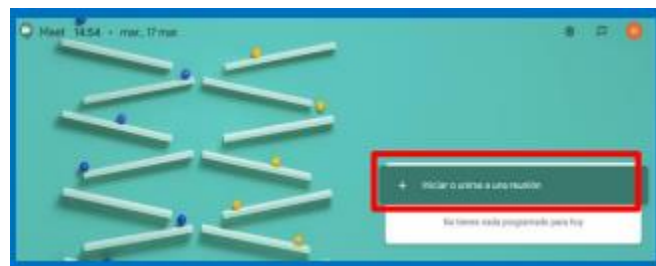 Meet 14:54 • mar., 17 mar.
+ Iniciar o unirse a una reunión
No tienes nada programado para hoy